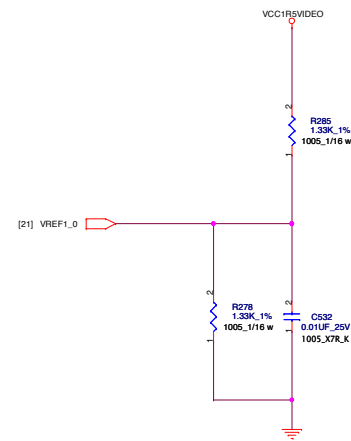 VCC1R5VIDEO
2
R285
1.33K_1%
1005_1/16 w
1
[21] VREF1_0
2
R278
1.33K_1%
1005_1/16 w
1
2
C532
0.01UF_25V
1
1005_X7R_K